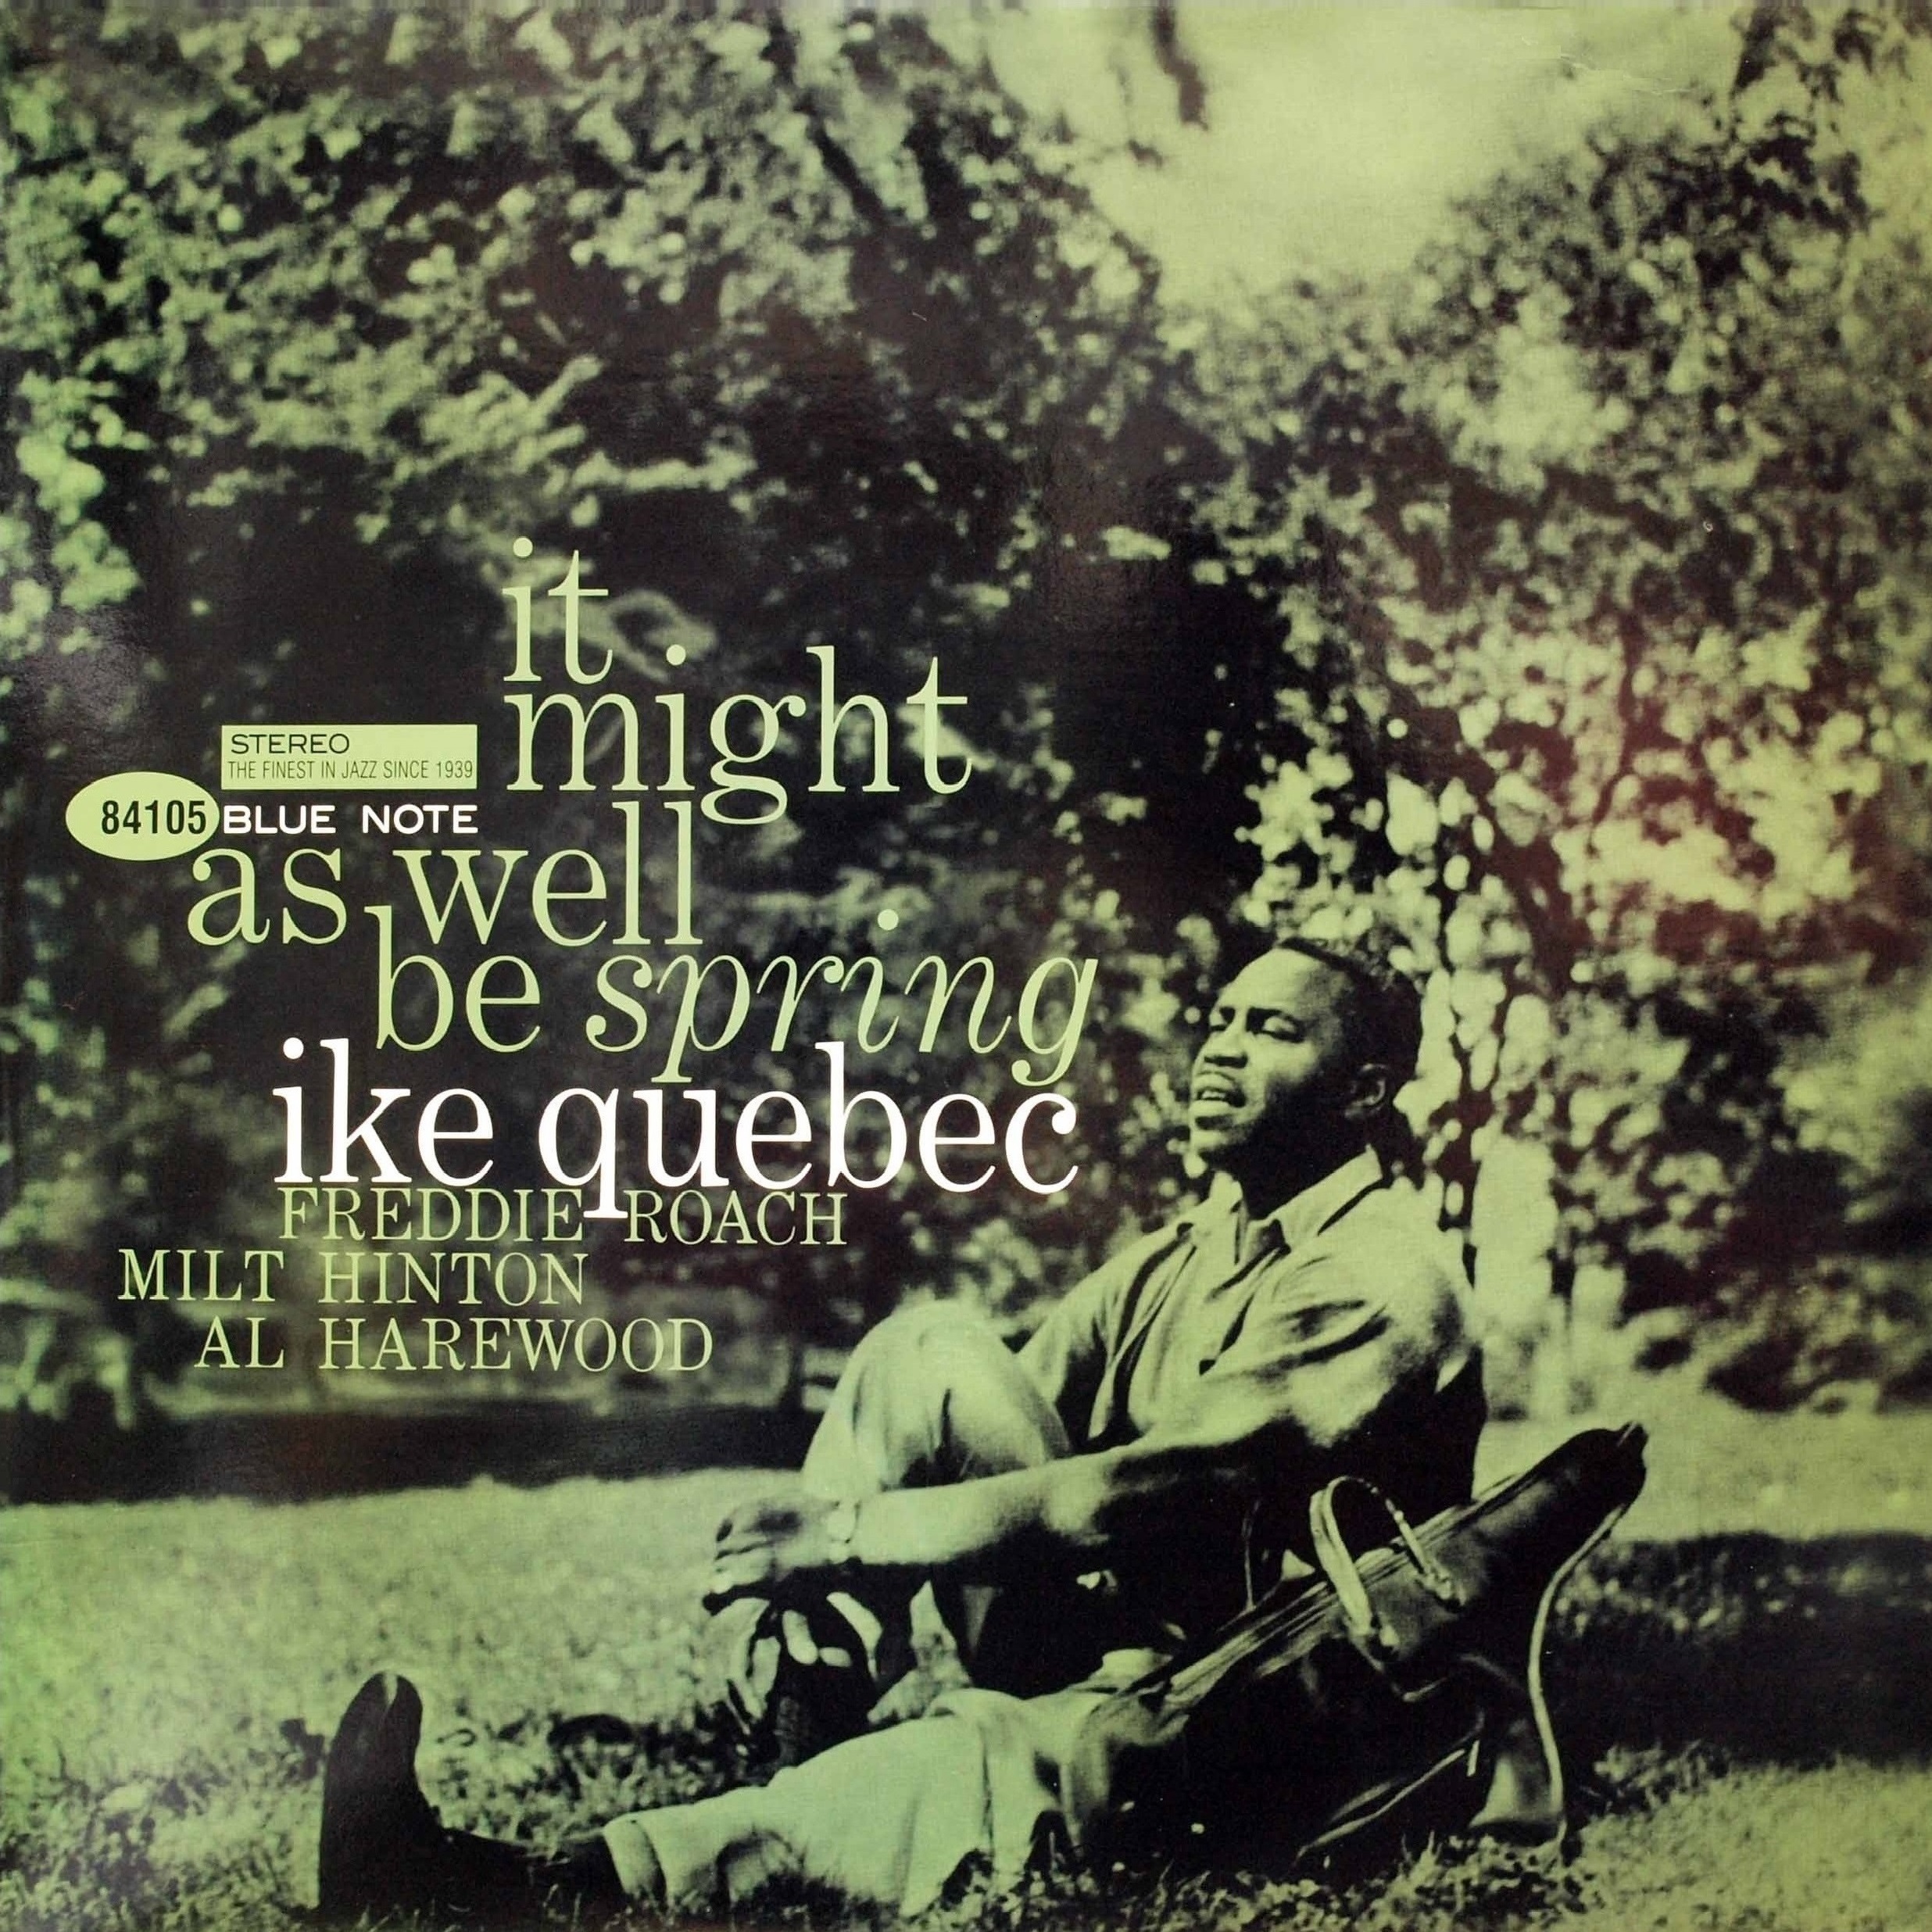 it
might
STEREO
THE FINEST IN JAZZ SINCE 1939
84105 BLUE NOTE
as well
be spring
ike quebec
FREDDIE ROACH
MILT HINTON
AL HAREWOOD